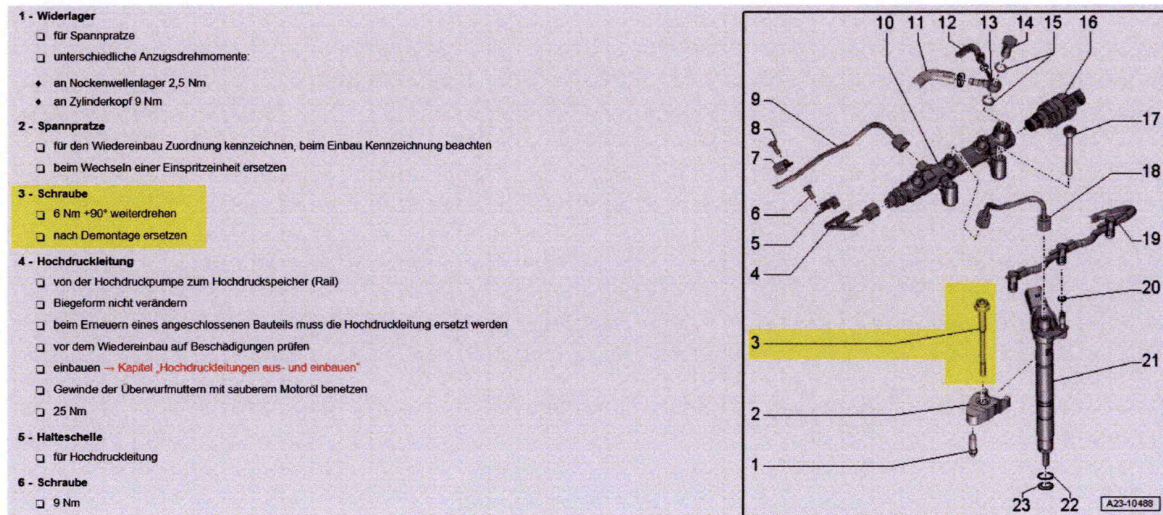 1 - Widerlager
❑ für Spannpratze
❑ unterschiedliche Anzugsdrehmomente:
♦ an Nockenwellenlager 2,5 Nm
♦ an Zylinderkopf 9 Nm
2 - Spannpratze
❑ für den Wiedereinbau Zuordnung kennzeichnen, beim Einbau Kennzeichnung beachten
❑ beim Wechseln einer Einspritzeinheit ersetzen
3 - Schraube
❑ 6 Nm +90° weiterdrehen
❑ nach Demontage ersetzen
4 - Hochdruckleitung
❑ von der Hochdruckpumpe zum Hochdruckspeicher (Rail)
❑ Biegeform nicht verändern
❑ beim Erneuern eines angeschlossenen Bauteils muss die Hochdruckleitung ersetzt werden
❑ vor dem Wiedereinbau auf Beschädigungen prüfen
❑ einbauen → Kapitel „Hochdruckleitungen aus- und einbauen"
❑ Gewinde der Überwurfmuttern mit sauberem Motoröl benetzen
❑ 25 Nm
5 - Halteschelle
❑ für Hochdruckleitung
6 - Schraube
❑ 9 Nm
10 11 12 13 14 15 16
9
17
8
7
18
6
5
19
4
20
3
21
2
1
23 22
A23-10488